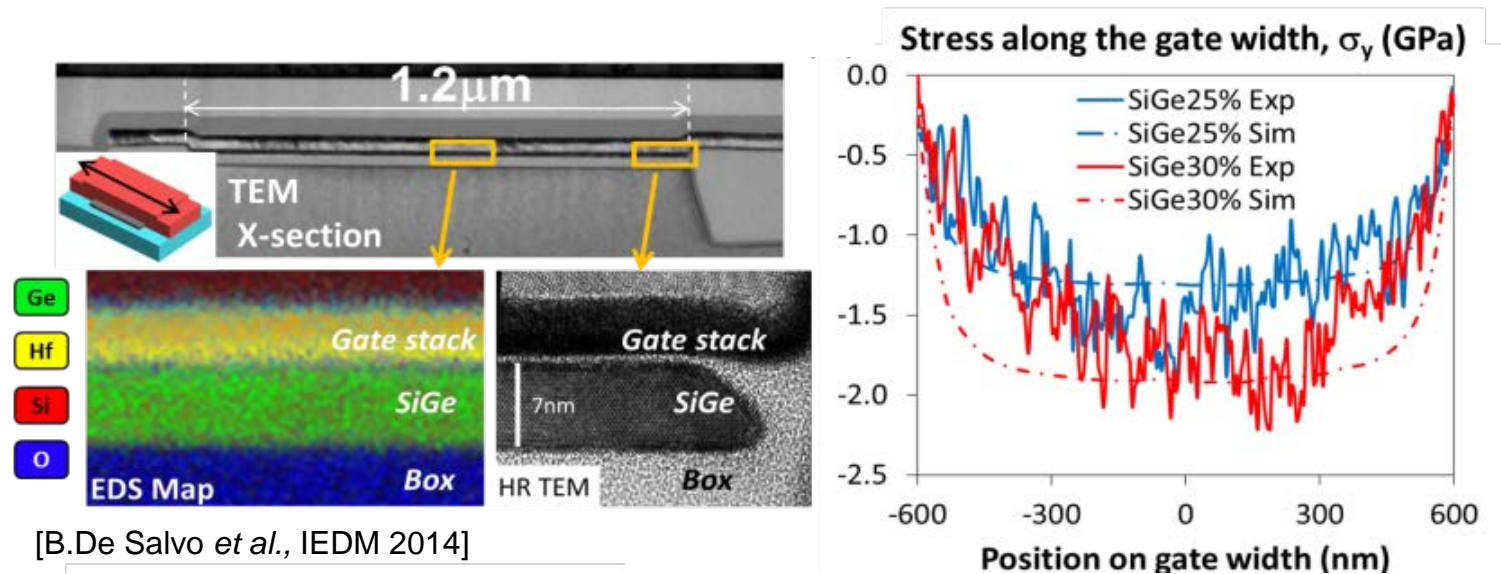 1.2μm
TEM
X-section
Ge
Hf
Si
O
Gate stack
SiGe
Box
EDS Map
Gate stack
7nm
SiGe
HR TEM
Box
[B.De Salvo et al., IEDM 2014]
Stress along the gate width, σy (GPa)
0.0
-0.5
-1.0
-1.5
-2.0
-2.5
SiGe25% Exp
SiGe25% Sim
SiGe30% Exp
SiGe30% Sim
-600
-300
0
300
600
Position on gate width (nm)